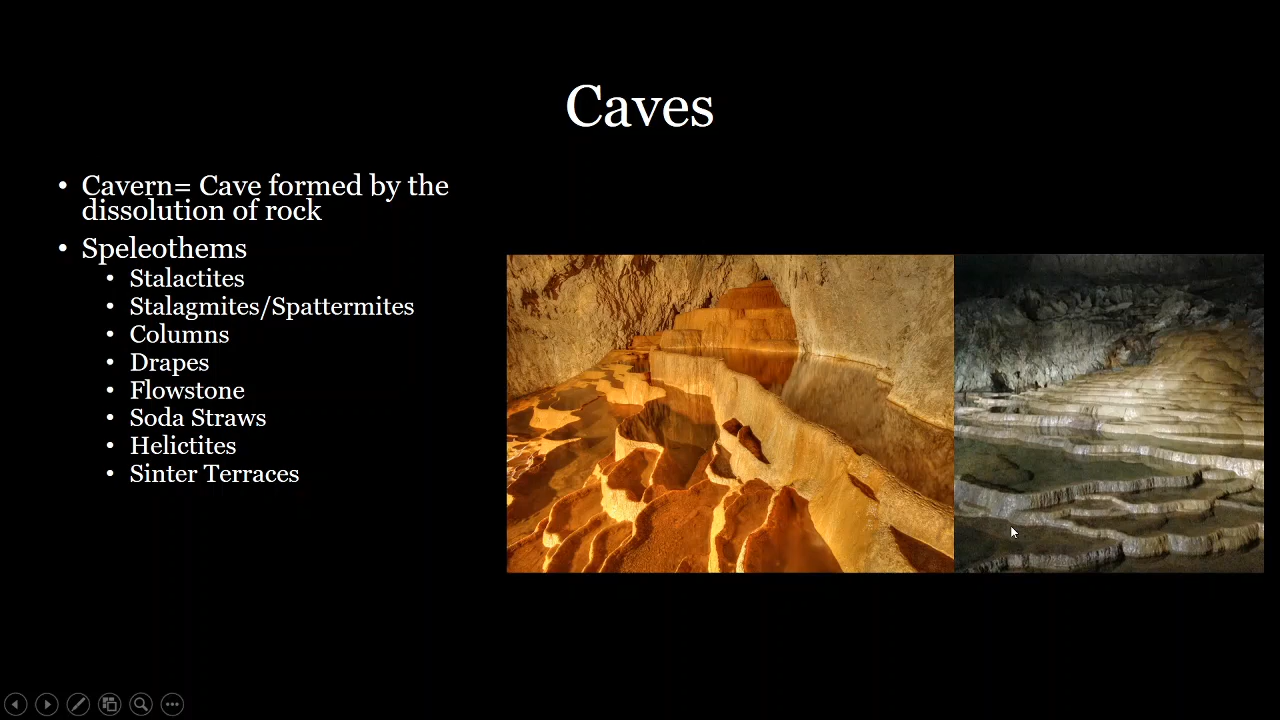 Caves
• Cavern= Cave formed by the
dissolution of rock
• Speleothems
• Stalactites
• Stalagmites/Spattermites
• Columns
• Drapes
• Flowstone
• Soda Straws
• Helictites
• Sinter Terraces